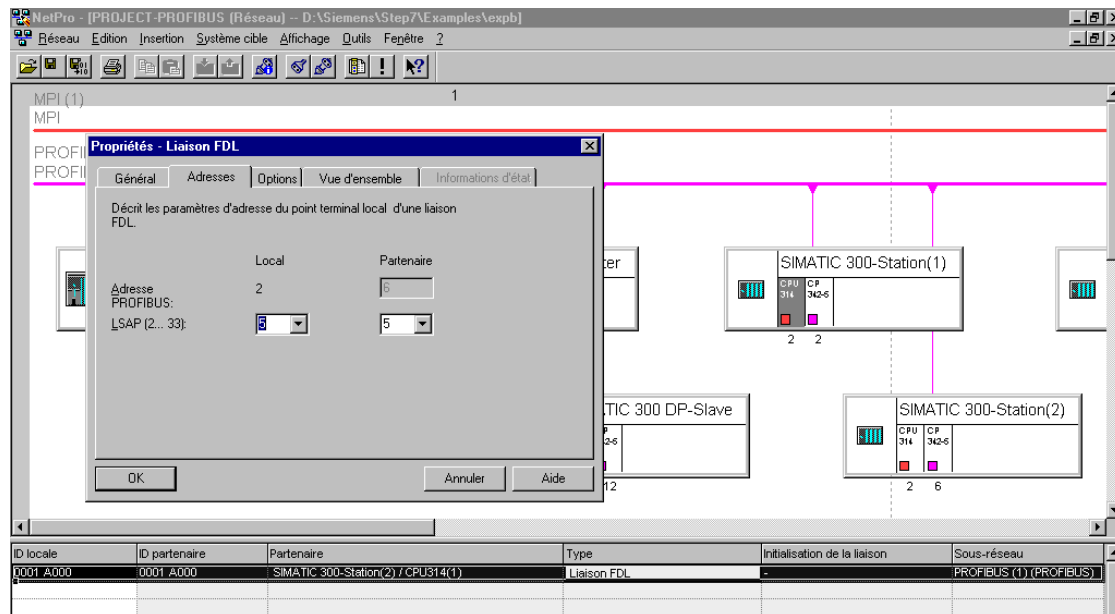 NetPro - [PROJECT-PROFIBUS (Réseau) -- D:\Siemens\Step7\Examples\expb]
Réseau Edition Insertion Système cible Affichage Outils Fenêtre ?
MPI (1) 1
MPI
PROFI
PROFI
Propriétés - Liaison FDL
Général Adresses Options Vue d'ensemble Informations d'état
Décrit les paramètres d'adresse du point terminal local d'une liaison
FDL.
Local Partenaire
Adresse
PROFIBUS: 2 6
LSAP (2... 33): 5 5
OK Annuler Aide
ter
SIMATIC 300-Station(1)
CPU CP
314 342-5
2 2
TIC 300 DP-Slave
2-5
12
SIMATIC 300-Station(2)
CPU CP
314 342-5
2 6
ID locale ID partenaire Partenaire Type Initialisation de la liaison Sous-réseau
0001 A000 0001 A000 SIMATIC 300-Station(2) / CPU314(1) Liaison FDL - PROFIBUS (1) (PROFIBUS)